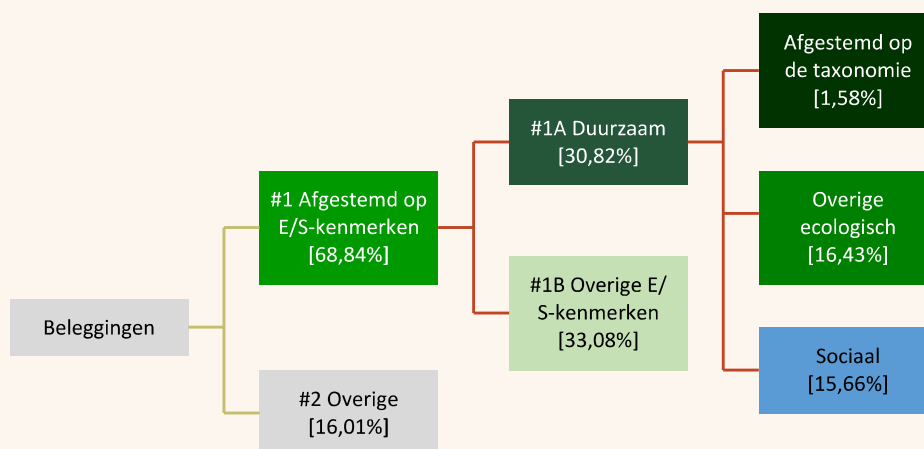 Afgestemd op
de taxonomie
[1,58%]
#1A Duurzaam
[30,82%]
#1 Afgestemd op
E/S-kenmerken
[68,84%]
Overige
ecologisch
[16,43%]
#1B Overige E/
S-kenmerken
[33,08%]
Beleggingen
Sociaal
[15,66%]
#2 Overige
[16,01%]